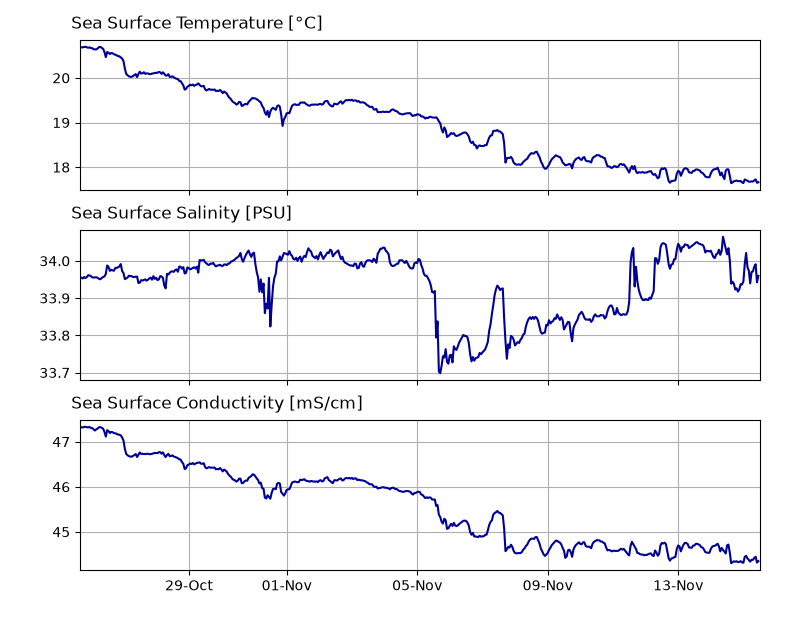 Sea Surface Temperature [°C]
20
19
18
Sea Surface Salinity [PSU]
34.0
33.9
33.8
33.7
Sea Surface Conductivity [mS/cm]
47
46
45
29-Oct 01-Nov 05-Nov 09-Nov 13-Nov